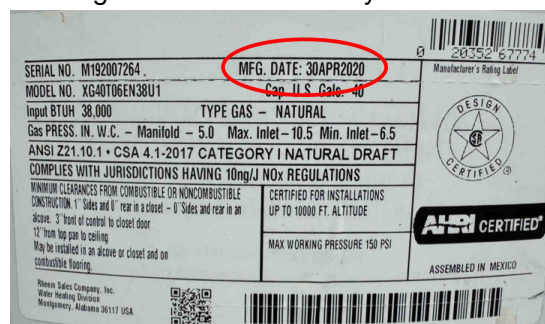 0 20352 67774
SERIAL NO. M192007264 . MFG. DATE: 30APR2020
Manufacturer's Rating Label
MODEL NO. XG40T06EN38U1 Cap. U.S. Gals. 40
Input BTUH 38,000 TYPE GAS – NATURAL
Gas PRESS. IN. W.C. – Manifold – 5.0 Max. Inlet – 10.5 Min. Inlet – 6.5
ANSI Z21.10.1 • CSA 4.1-2017 CATEGORY I NATURAL DRAFT
COMPLIES WITH JURISDICTIONS HAVING 10ng/J NOx REGULATIONS
DESIGN
CERTIFIED
®
MINIMUM CLEARANCES FROM COMBUSTIBLE OR NONCOMBUSTIBLE
CONSTRUCTION. 1" Sides and 0" rear in a closet – 0" Sides and rear in an
alcove. 3" front of control to closet door
12" from top pan to ceiling
May be installed in an alcove or closet and on
combustible flooring.
CERTIFIED FOR INSTALLATIONS
UP TO 10000 FT. ALTITUDE
MAX WORKING PRESSURE 150 PSI
AHRI CERTIFIED®
ASSEMBLED IN MEXICO
Rheem Sales Company, Inc.
Water Heating Division
Montgomery, Alabama 36117 USA